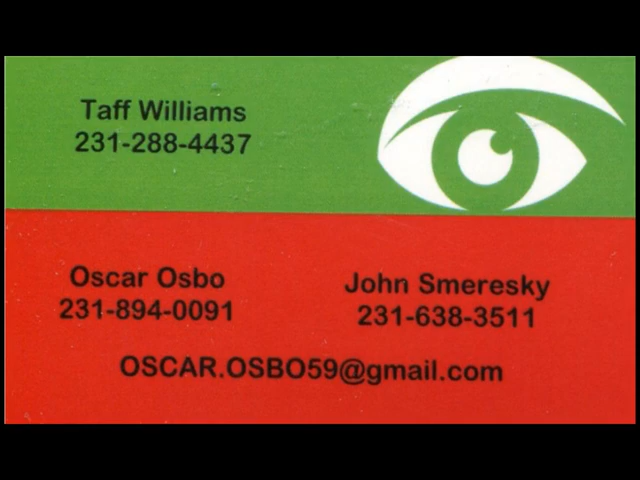 Taff Williams
231-288-4437
Oscar Osbo
231-894-0091
John Smeresky
231-638-3511
OSCAR.OSBO59@gmail.com